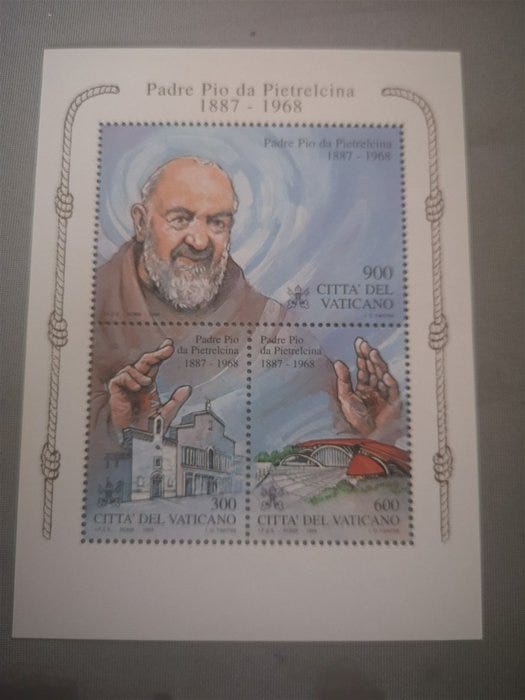 Padre Pio da Pietrelcina
1887 - 1968
Padre Pio da Pietrelcina
1887 - 1968
900
CITTA' DEL
VATICANO
Padre Pio
da Pietrelcina
1887 - 1968
300
CITTA' DEL VATICANO
Padre Pio
da Pietrelcina
1887 - 1968
600
CITTA' DEL VATICANO